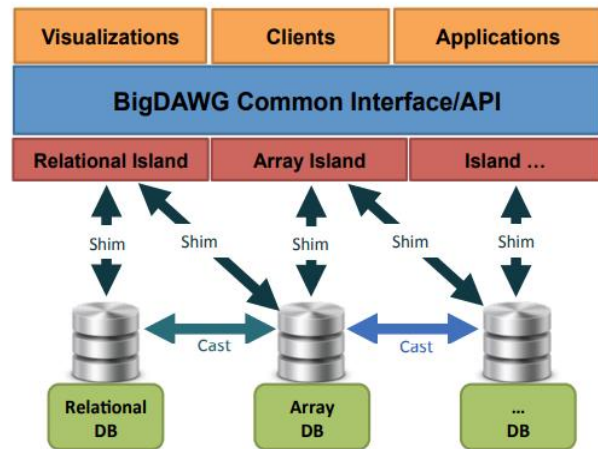 Visualizations
Clients
Applications
BigDAWG Common Interface/API
Relational Island
Array Island
Island ...
Shim
Shim
Shim
Shim
Shim
Cast
Cast
Relational
DB
Array
DB
...
DB